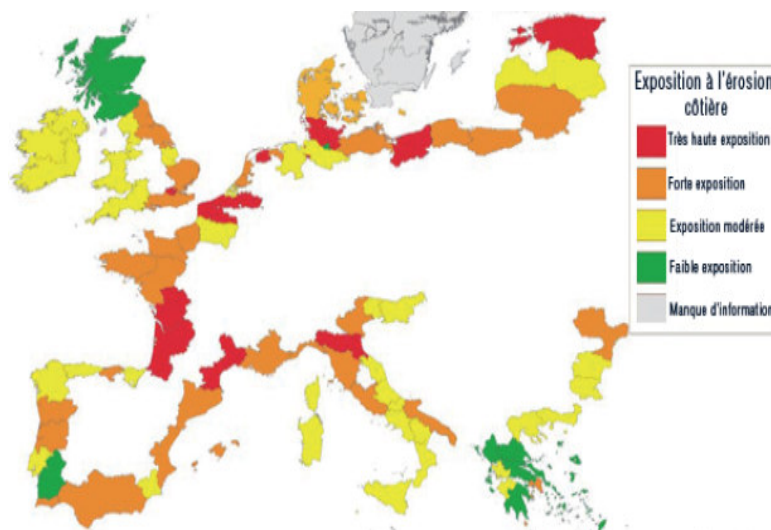 Exposition à l'érosion
côtière
Très haute exposition
Forte exposition
Exposition modérée
Faible exposition
Manque d'information